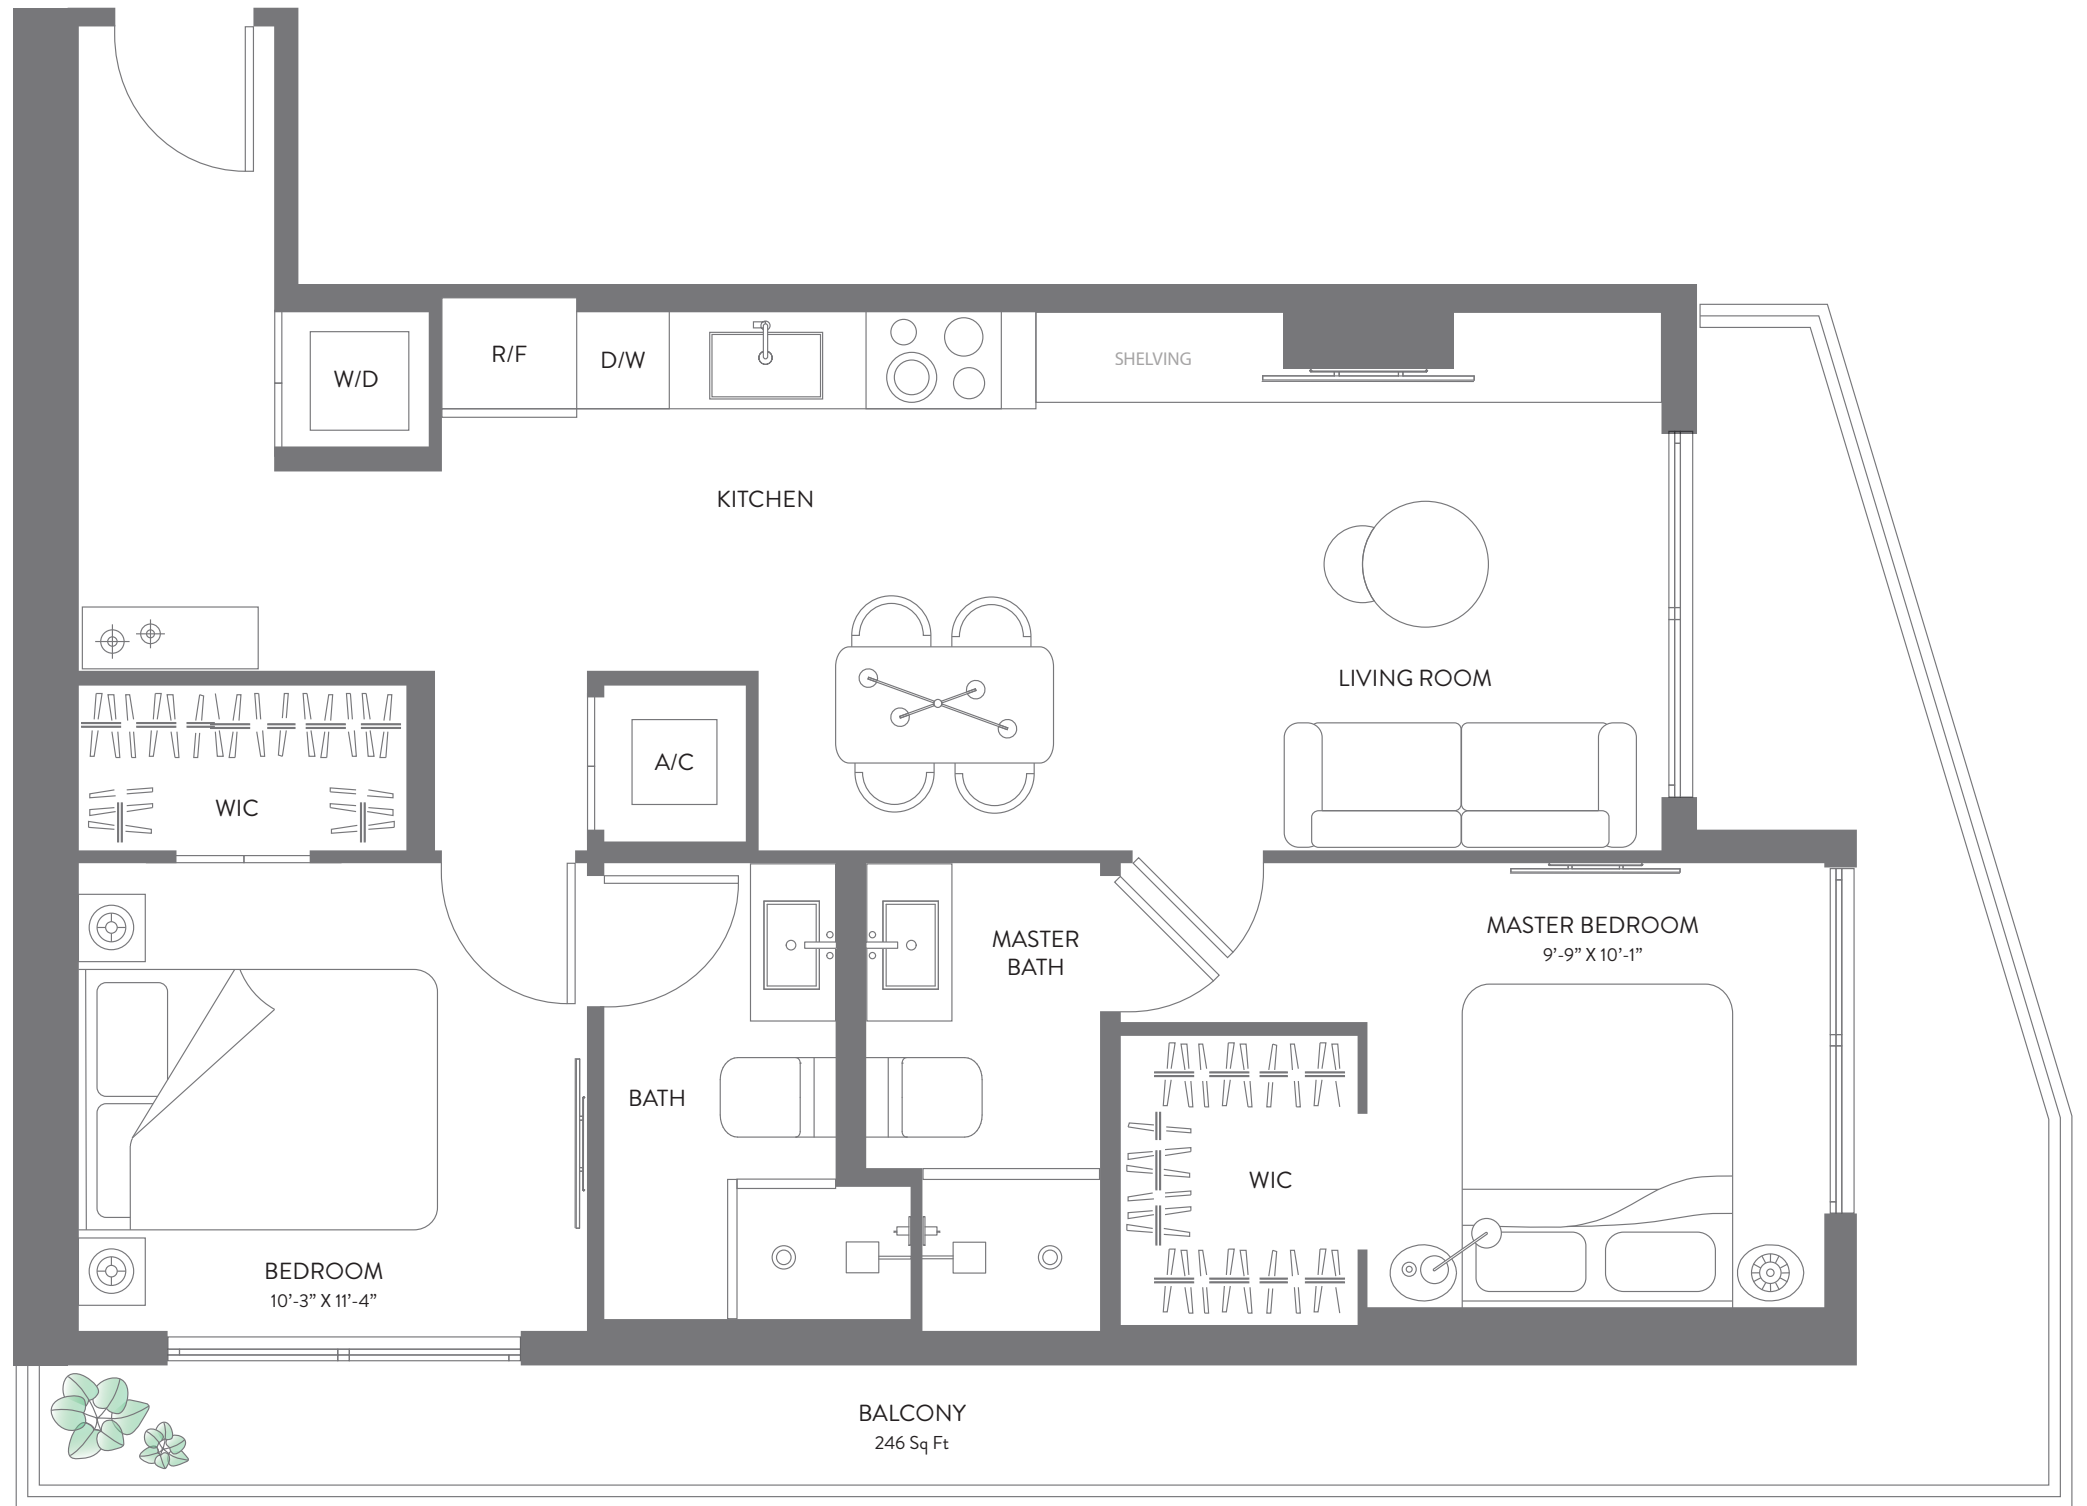 W/D
R/F
D/W
SHELVING
KITCHEN
LIVING ROOM
A/C
WIC
MASTER BEDROOM
9’-9” X 10’-1”
MASTER
BATH
BATH
WIC
BEDROOM
10’-3” X 11’-4”
BALCONY
246 Sq Ft